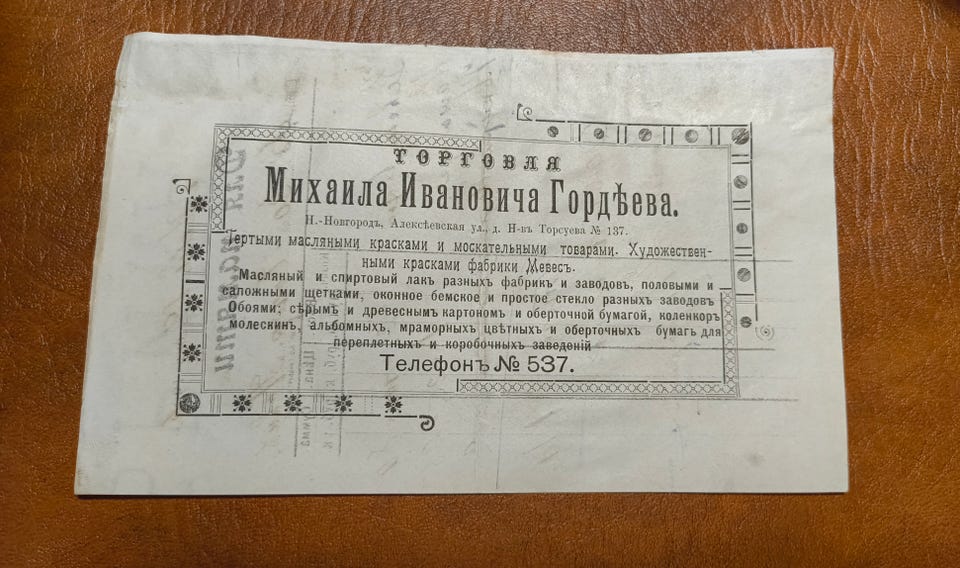 ТОРГОВЛЯ
Михаила Ивановича Гордѣева.
Н.-Новгородъ, Алексѣевская ул., д. Н-въ Торсуева № 137.
Тертыми масляными красками и москательными товарами. Художествен-
ными красками фабрики Мевесъ.
Масляный и спиртовый лакъ разныхъ фабрикъ и заводовъ, половыми и
сапожными щетками, оконное бемское и простое стекло разныхъ заводовъ
Обоями, сѣрымъ и древеснымъ картономъ и оберточной бумагой, коленкоръ
молескинъ, альбомныхъ, мраморныхъ цвѣтныхъ и оберточныхъ бумагъ для
переплетныхъ и коробочныхъ заведеній
Телефонъ № 537.